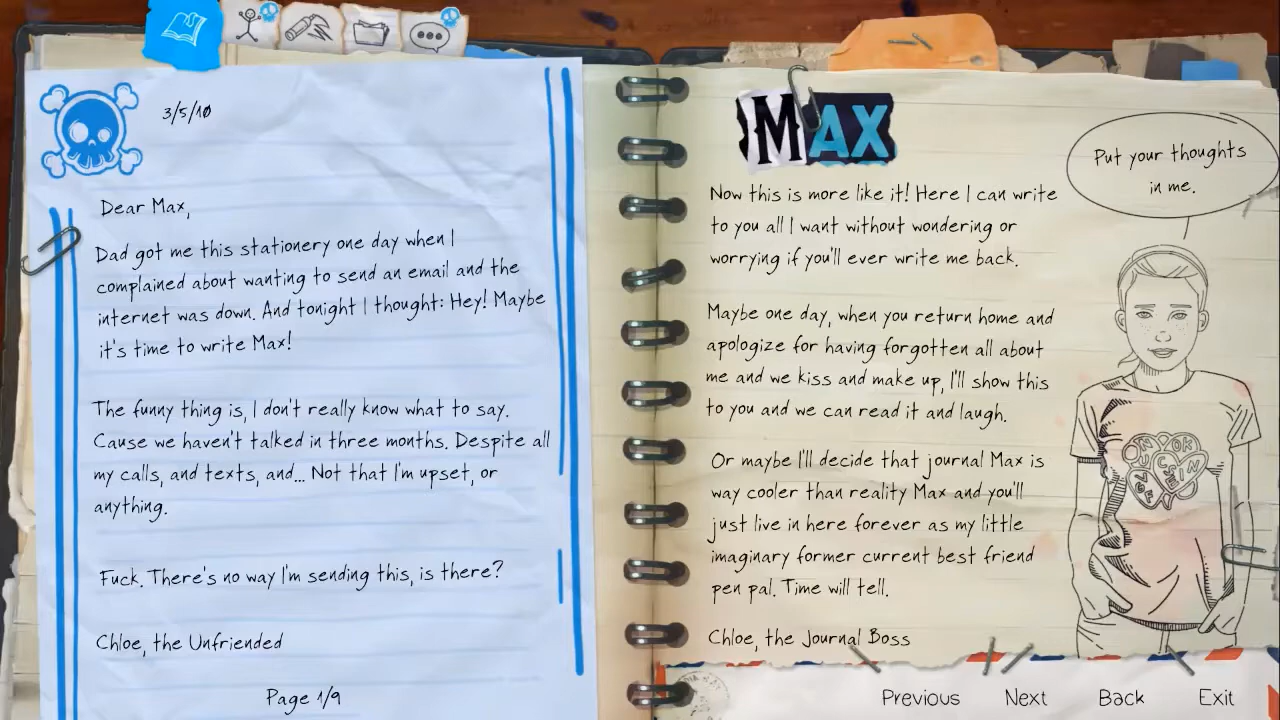 3/5/10
Dear Max,
Dad got me this stationery one day when I
complained about wanting to send an email and the
internet was down. And tonight I thought: Hey! Maybe
it's time to write Max!
The funny thing is, I don't really know what to say.
Cause we haven't talked in three months. Despite all
my calls, and texts, and... Not that I'm upset, or
anything.
Fuck. There's no way I'm sending this, is there?
Chloe, the Unfriended
Page 1/9
MAX
Now this is more like it! Here I can write
to you all I want without wondering or
worrying if you'll ever write me back.
Maybe one day, when you return home and
apologize for having forgotten all about
me and we kiss and make up, I'll show this
to you and we can read it and laugh.
Or maybe I'll decide that journal Max is
way cooler than reality Max and you'll
just live in here forever as my little
imaginary former current best friend
pen pal. Time will tell.
Chloe, the Journal Boss
Put your thoughts
in me.
Previous Next Back Exit